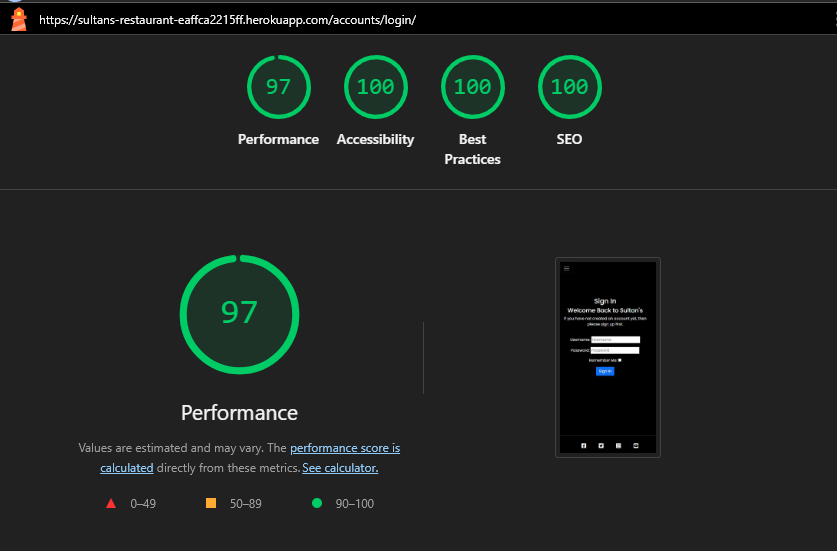 https://sultans-restaurant-eaffca2215ff.herokuapp.com/accounts/login/
97
100
100
100
Performance
Accessibility
Best
Practices
SEO
97
Performance
Values are estimated and may vary. The performance score is
calculated directly from these metrics. See calculator.
0–49
50–89
90–100
Sign In
Welcome Back to Sultan's
If you have not created an account yet, then
please sign up first.
Username: Username
Password: Password
Remember Me:
Sign In